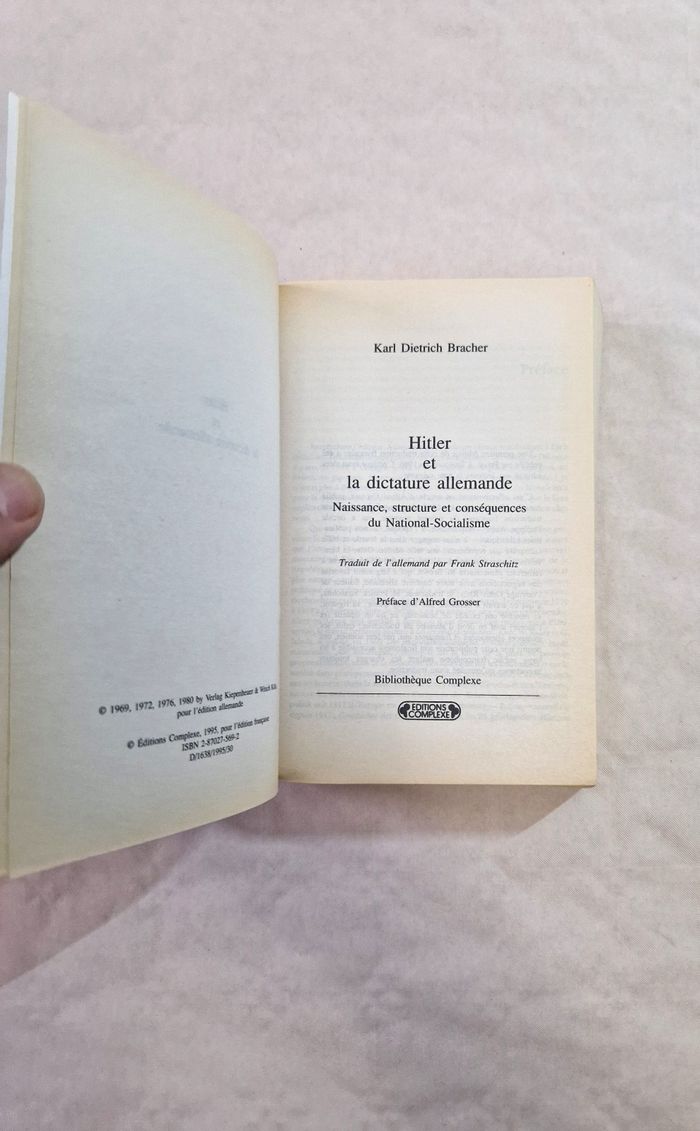 © 1969, 1972, 1976, 1980 by Verlag Kiepenheuer & Witsch Köln
pour l'édition allemande
© Éditions Complexe, 1995, pour l'édition française
ISBN 2-87027-569-2
D/1638/1995/30
Karl Dietrich Bracher
Hitler
et
la dictature allemande
Naissance, structure et conséquences
du National-Socialisme
Traduit de l'allemand par Frank Straschitz
Préface d'Alfred Grosser
Bibliothèque Complexe
EDITIONS
COMPLEXE
Préface